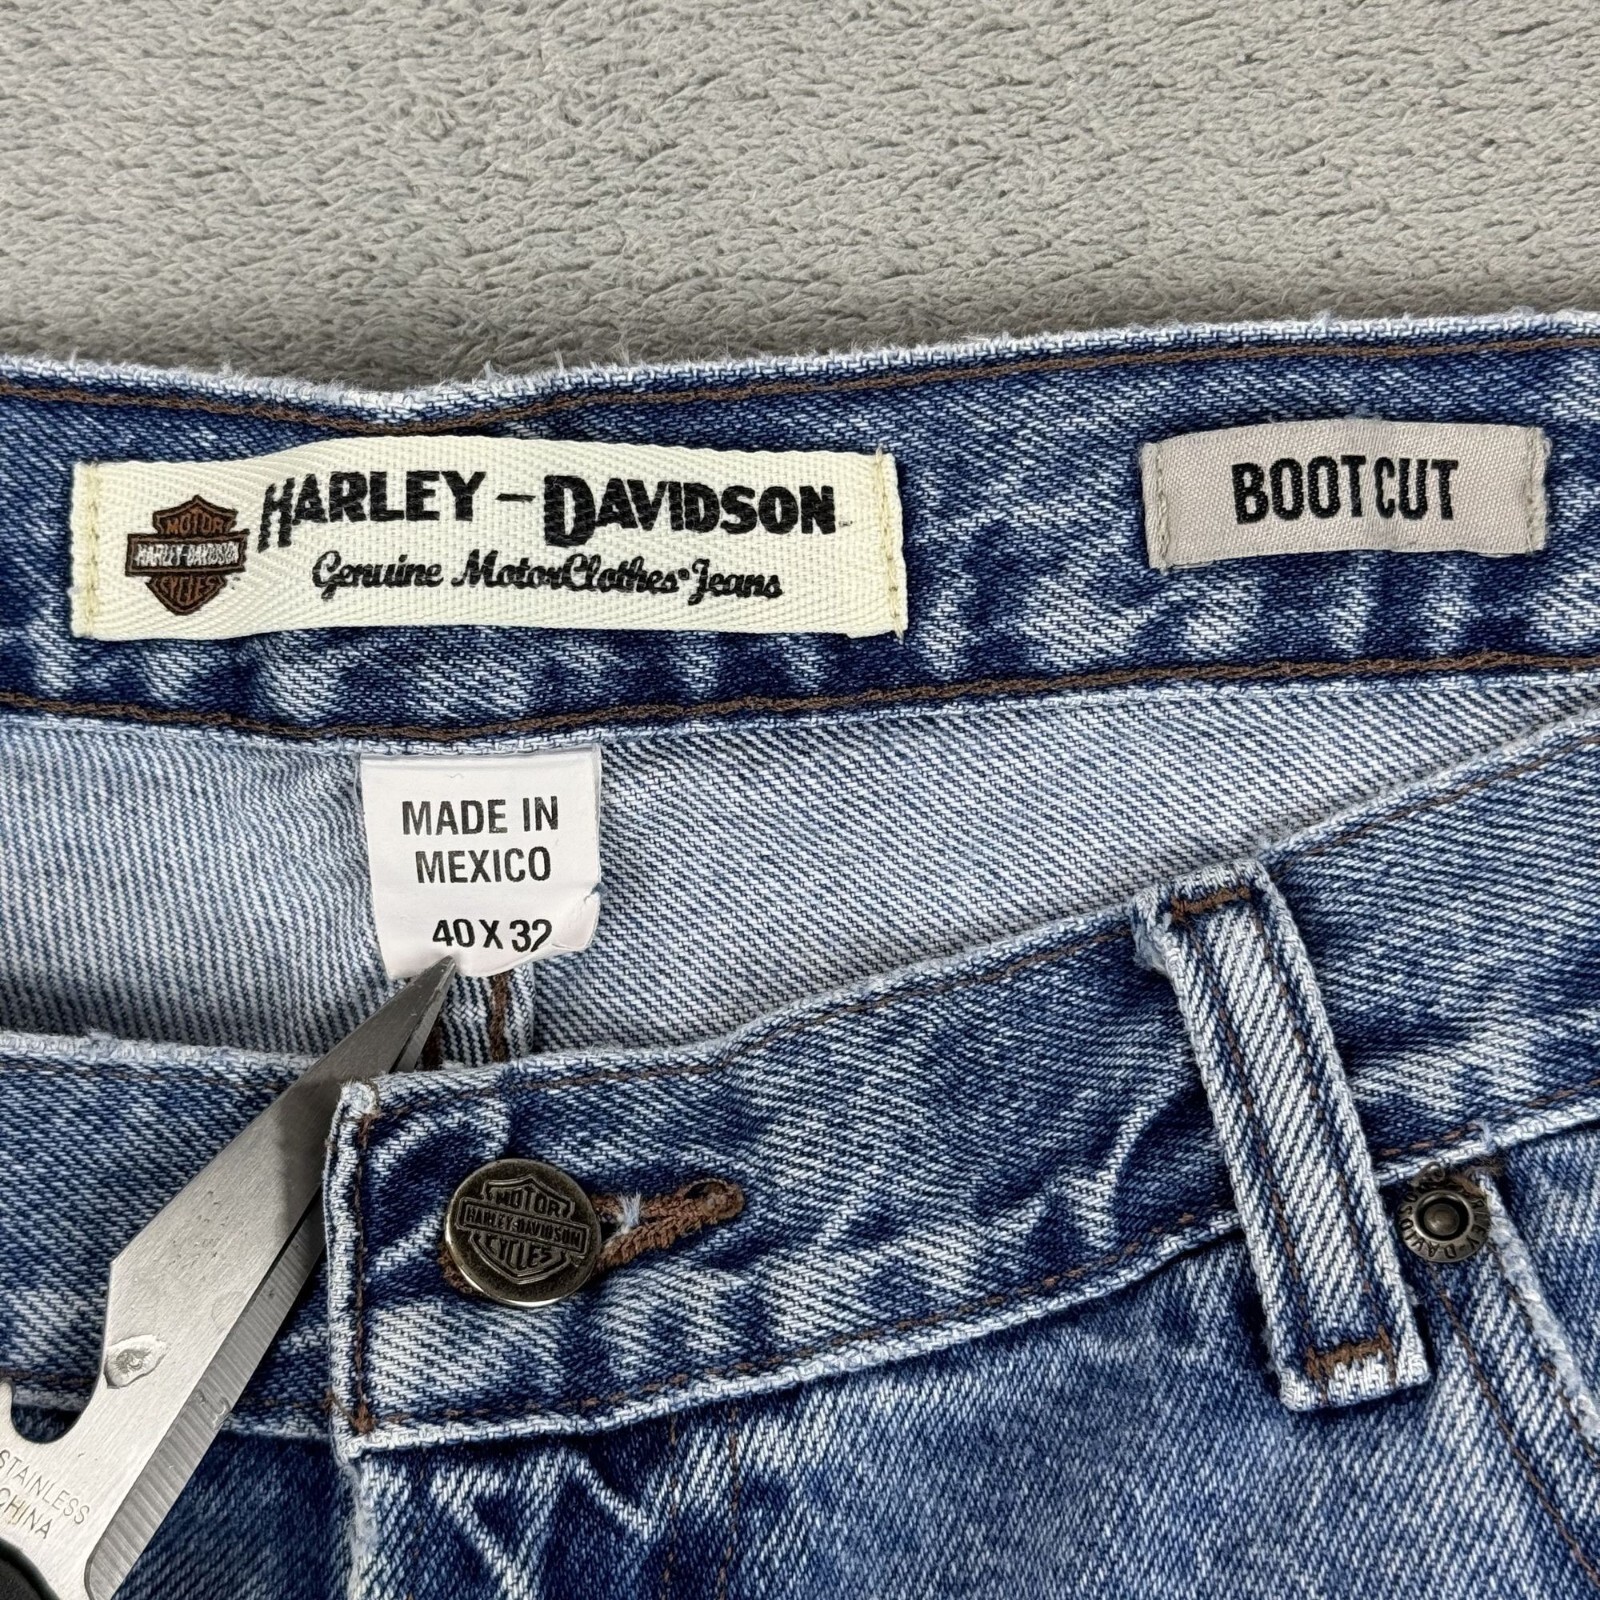 HARLEY-DAVIDSON
Genuine MotorClothes® Jeans
MOTOR
HARLEY-DAVIDSON
CYCLES
BOOT CUT
MADE IN
MEXICO
40 X 32
MOTOR
HARLEY-DAVIDSON
CYCLES
STAINLESS
CHINA